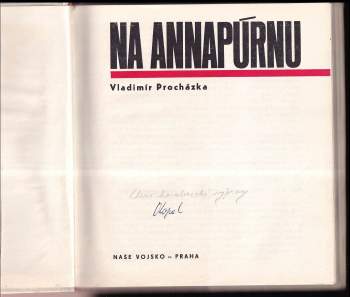 NA ANNAPÚRNU
Vladimír Procházka
NAŠE VOJSKO – PRAHA